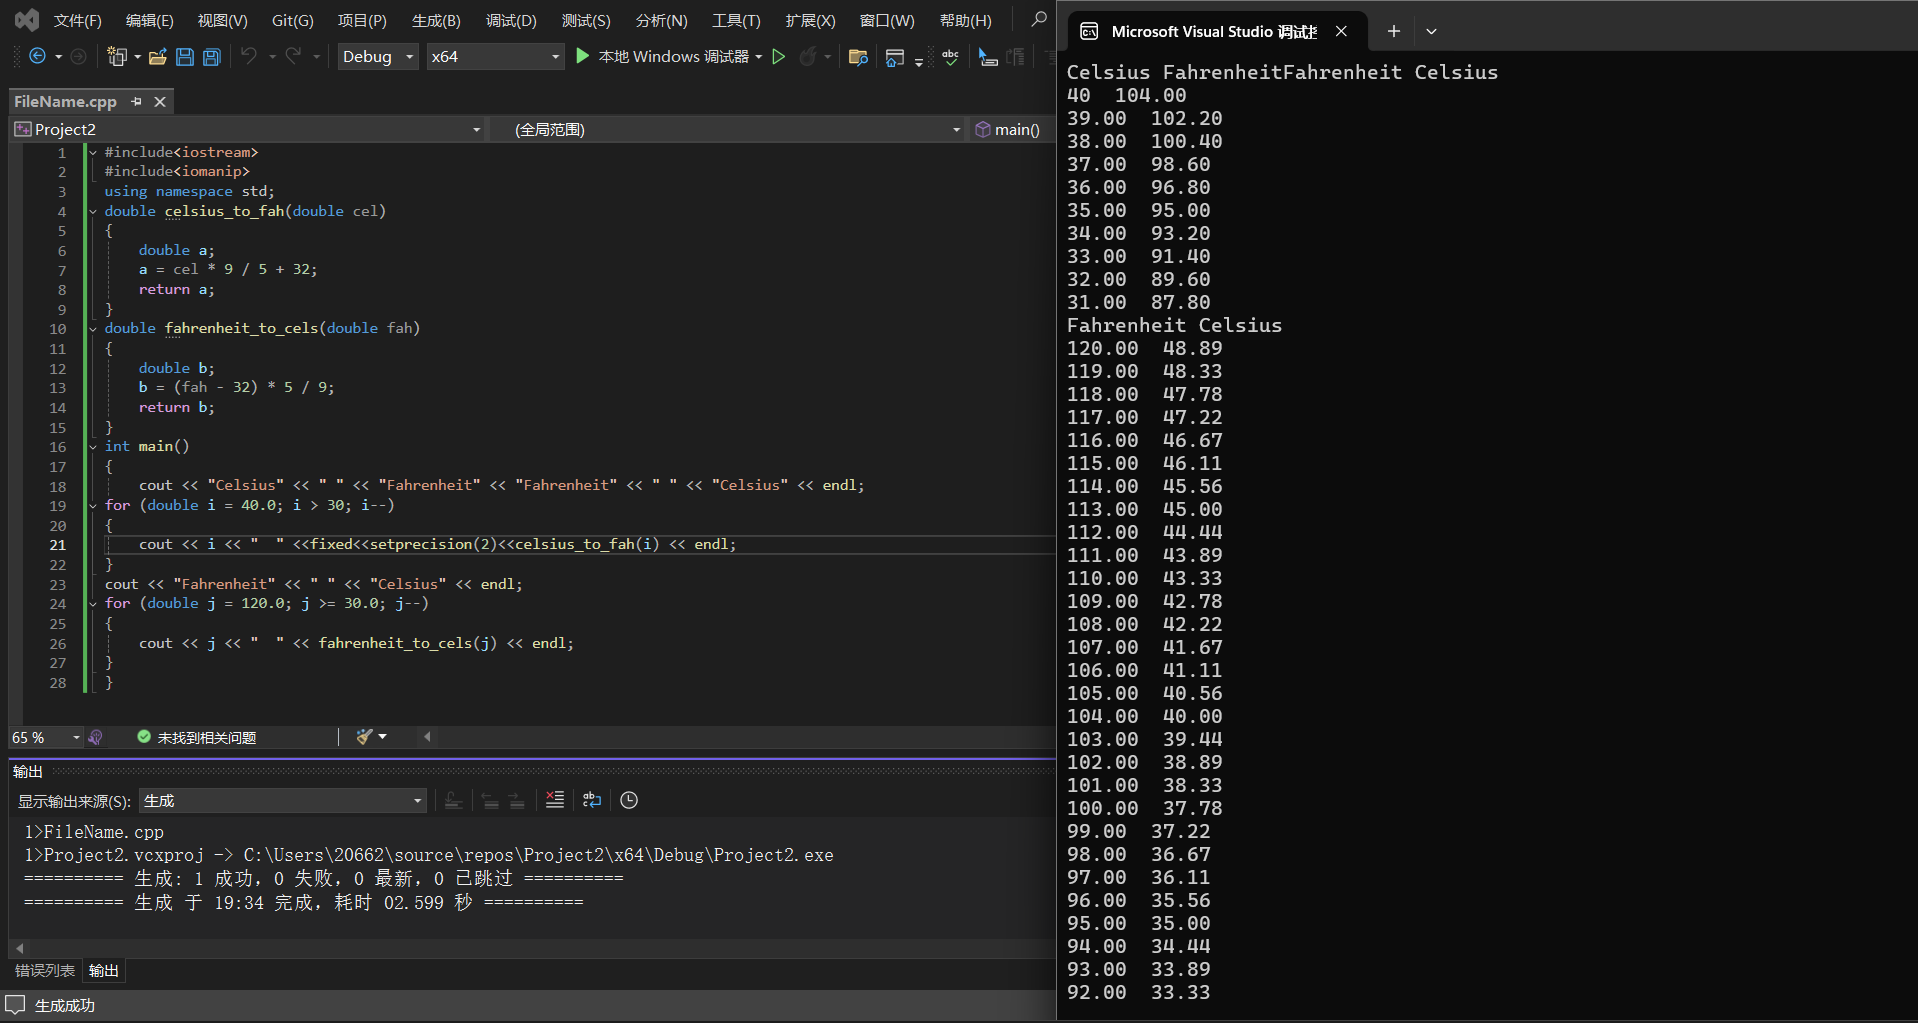 文件(F) 编辑(E) 视图(V) Git(G) 项目(P) 生成(B) 调试(D) 测试(S) 分析(N) 工具(T) 扩展(X) 窗口(W) 帮助(H)
Debug x64 本地 Windows 调试器
FileName.cpp
Project2 (全局范围) main()
1 #include<iostream>
2 #include<iomanip>
3 using namespace std;
4 double celsius_to_fah(double cel)
5 {
6 double a;
7 a = cel * 9 / 5 + 32;
8 return a;
9 }
10 double fahrenheit_to_cels(double fah)
11 {
12 double b;
13 b = (fah - 32) * 5 / 9;
14 return b;
15 }
16 int main()
17 {
18 cout << "Celsius" << " " << "Fahrenheit" << "Fahrenheit" << " " << "Celsius" << endl;
19 for (double i = 40.0; i > 30; i--)
20 {
21 cout << i << "  " <<fixed<<setprecision(2)<<celsius_to_fah(i) << endl;
22 }
23 cout << "Fahrenheit" << " " << "Celsius" << endl;
24 for (double j = 120.0; j >= 30.0; j--)
25 {
26 cout << j << "  " << fahrenheit_to_cels(j) << endl;
27 }
28 }
65 % 未找到相关问题
输出
显示输出来源(S): 生成
1>FileName.cpp
1>Project2.vcxproj -> C:\Users\20662\source\repos\Project2\x64\Debug\Project2.exe
========== 生成: 1 成功，0 失败，0 最新，0 已跳过 ==========
========== 生成 于 19:34 完成，耗时 02.599 秒 ==========
错误列表 输出
生成成功
Microsoft Visual Studio 调试
Celsius FahrenheitFahrenheit Celsius
40  104.00
39.00  102.20
38.00  100.40
37.00  98.60
36.00  96.80
35.00  95.00
34.00  93.20
33.00  91.40
32.00  89.60
31.00  87.80
Fahrenheit Celsius
120.00  48.89
119.00  48.33
118.00  47.78
117.00  47.22
116.00  46.67
115.00  46.11
114.00  45.56
113.00  45.00
112.00  44.44
111.00  43.89
110.00  43.33
109.00  42.78
108.00  42.22
107.00  41.67
106.00  41.11
105.00  40.56
104.00  40.00
103.00  39.44
102.00  38.89
101.00  38.33
100.00  37.78
99.00  37.22
98.00  36.67
97.00  36.11
96.00  35.56
95.00  35.00
94.00  34.44
93.00  33.89
92.00  33.33